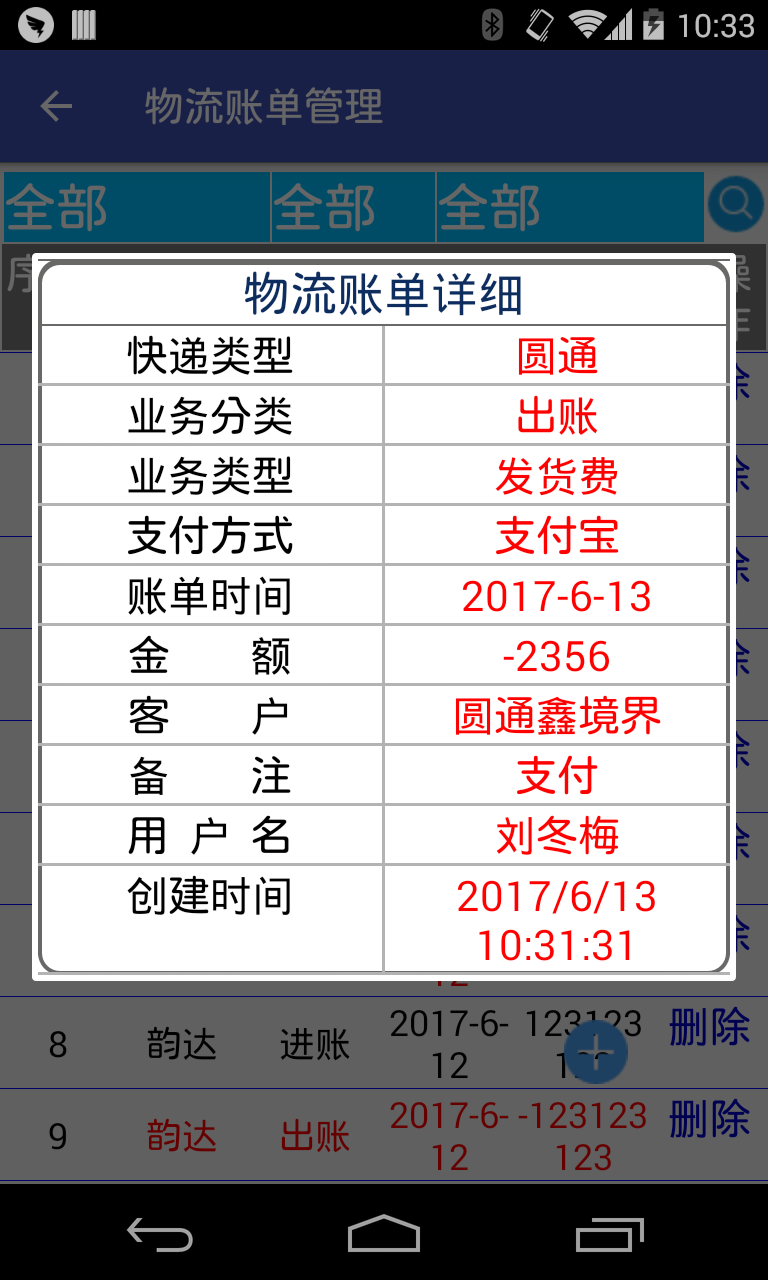 10:33
物流账单管理
全部 全部 全部
物流账单详细
快递类型 圆通
业务分类 出账
业务类型 发货费
支付方式 支付宝
账单时间 2017-6-13
金 额 -2356
客 户 圆通鑫境界
备 注 支付
用 户 名 刘冬梅
创建时间 2017/6/13
10:31:31
8 韵达 进账 2017-6- 123123 删除
12
9 韵达 出账 2017-6- -123123 删除
12 123